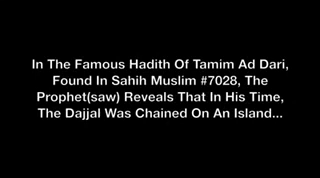 In The Famous Hadith Of Tamim Ad Dari,
Found In Sahih Muslim #7028, The
Prophet(saw) Reveals That In His Time,
The Dajjal Was Chained On An Island...